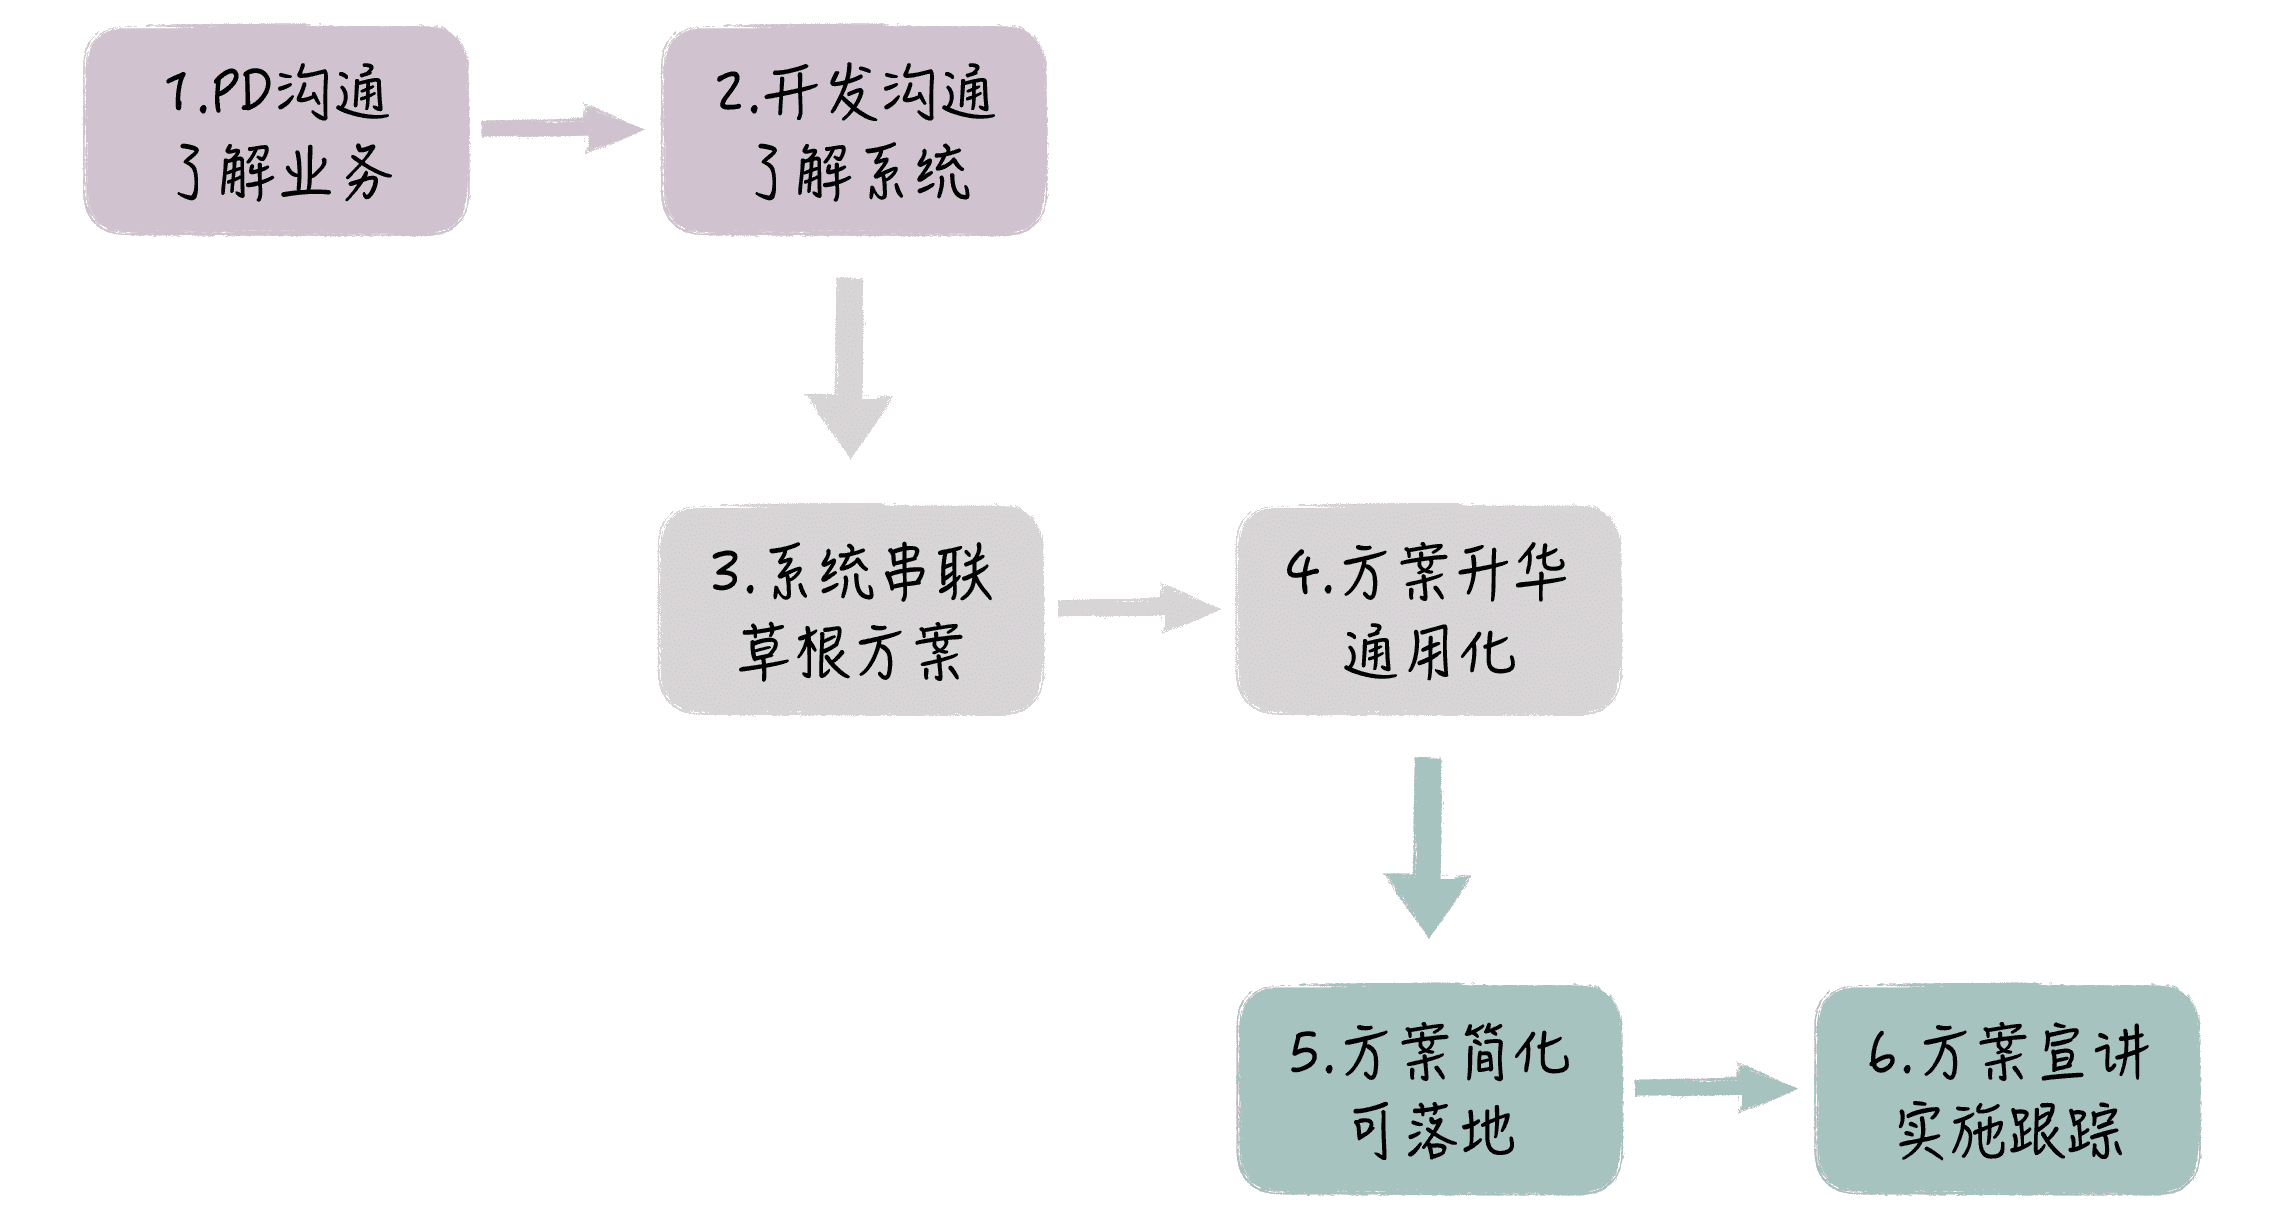 1.PD沟通
了解业务
2.开发沟通
了解系统
3.系统串联
草根方案
4.方案升华
通用化
5.方案简化
可落地
6.方案宣讲
实施跟踪